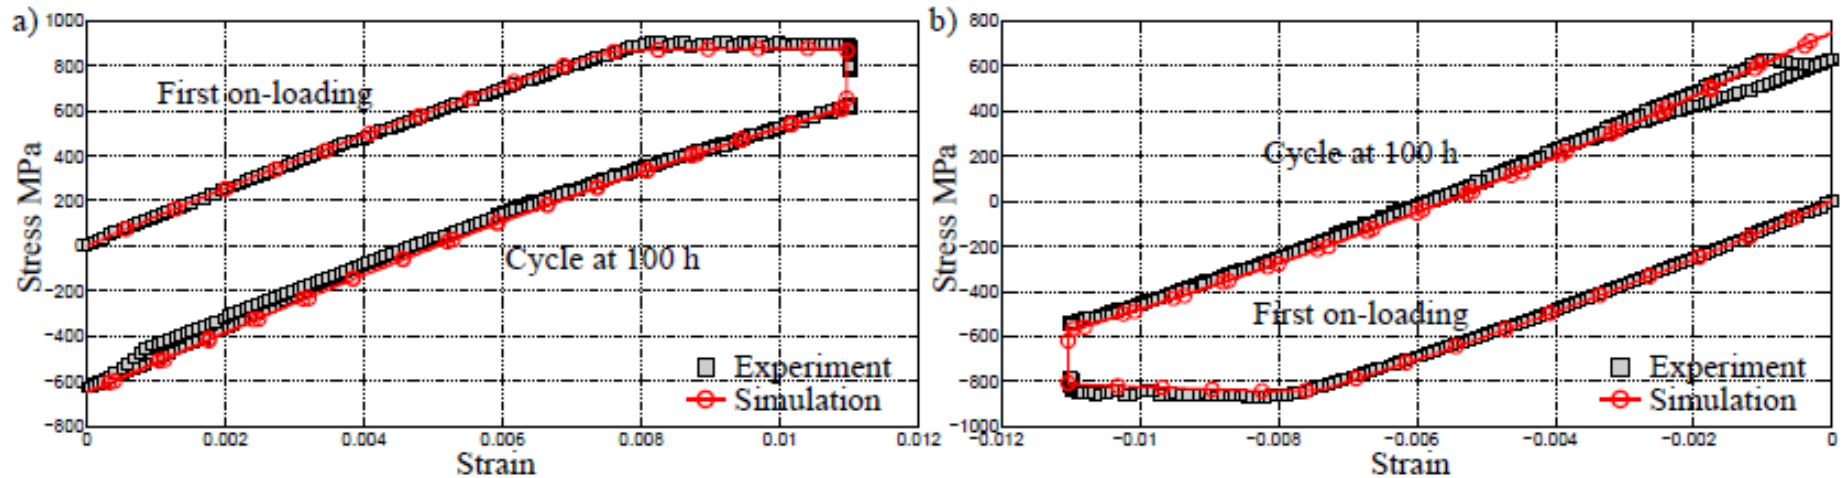 a)
1000
800
600
400
200
0
−200
−400
−600
−800
Stress MPa
First on-loading
Cycle at 100 h
Experiment
Simulation
0 0.002 0.004 0.006 0.008 0.01 0.012
Strain
b)
800
600
400
200
0
−200
−400
−600
−800
−1000
Stress MPa
Cycle at 100 h
First on-loading
Experiment
Simulation
−0.012 −0.01 −0.008 −0.006 −0.004 −0.002 0
Strain